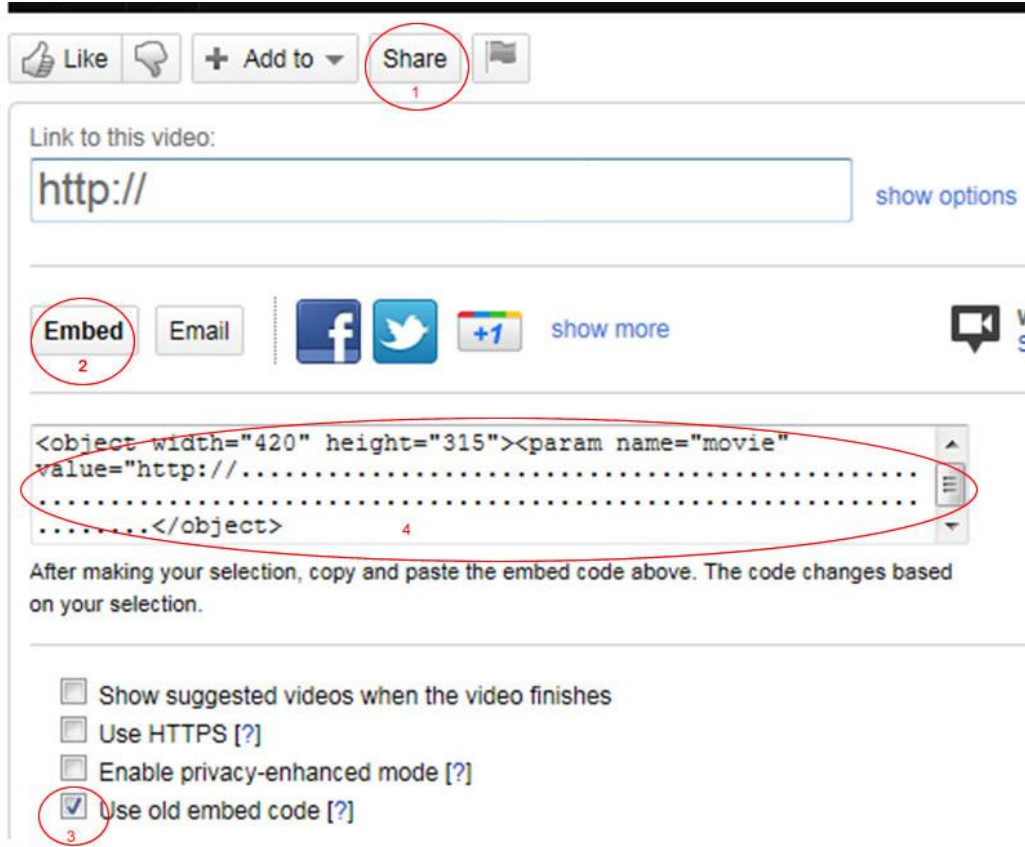 Like
Add to
Share
1
Link to this video:
http://
show options
Embed
Email
f
+1
show more
2
<object width="420" height="315"><param name="movie"
value="http://..........................................................
............................................................................
........</object>
4
After making your selection, copy and paste the embed code above. The code changes based
on your selection.
Show suggested videos when the video finishes
Use HTTPS [?]
Enable privacy-enhanced mode [?]
Use old embed code [?]
3